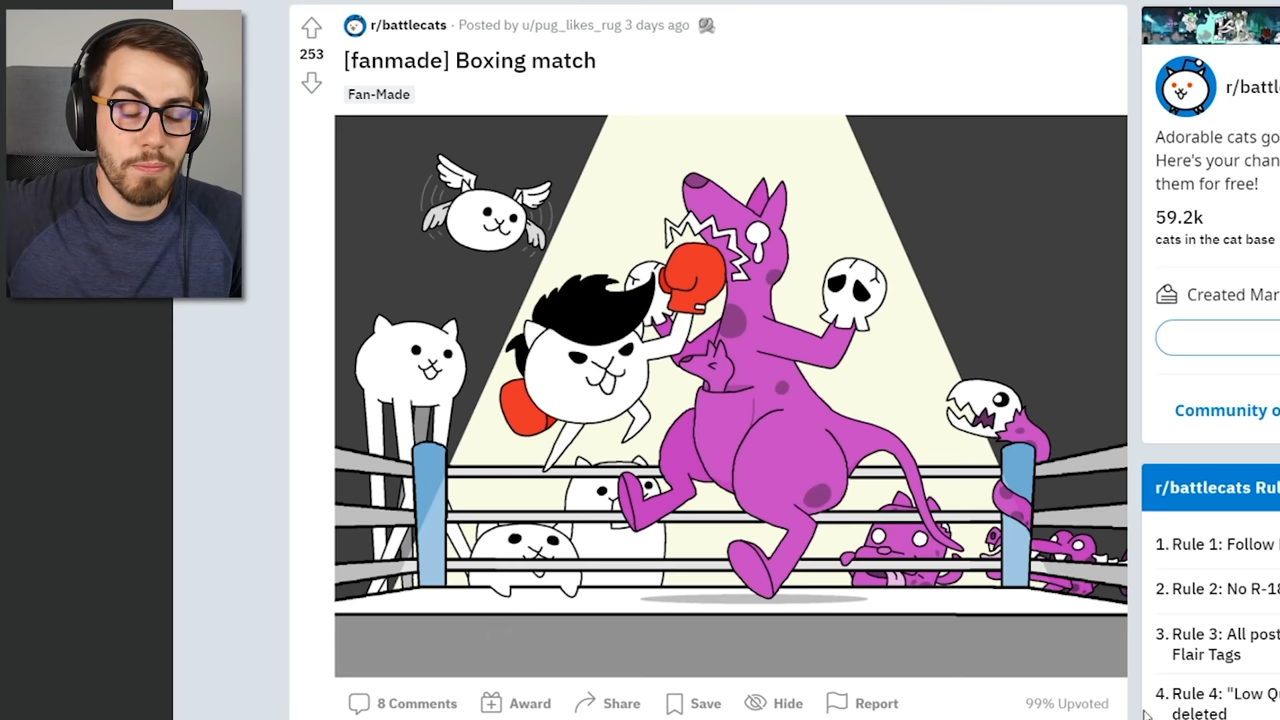 r/battlecats · Posted by u/pug_likes_rug 3 days ago
253
[fanmade] Boxing match
Fan-Made
8 Comments
Award
Share
Save
Hide
Report
99% Upvoted
Adorable cats go
Here's your chan
them for free!
59.2k
cats in the cat base
Created Mar
Community
r/battlecats Rul
1. Rule 1: Follow
2. Rule 2: No R-18
3. Rule 3: All post
Flair Tags
4. Rule 4: "Low Q
deleted